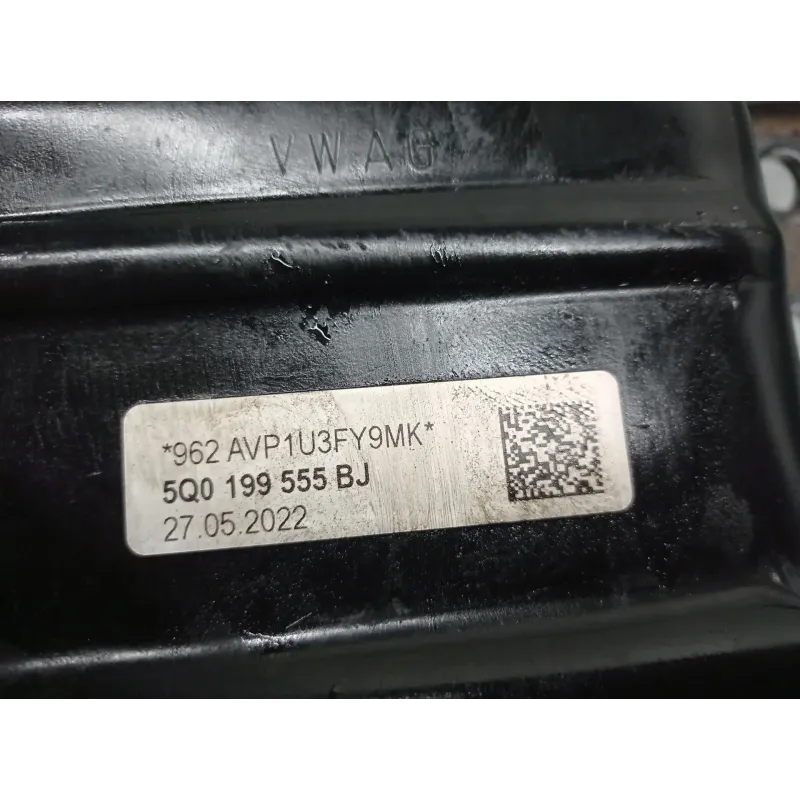 VWAG
*962 AVP1U3FY9MK*
5Q0 199 555 BJ
27.05.2022